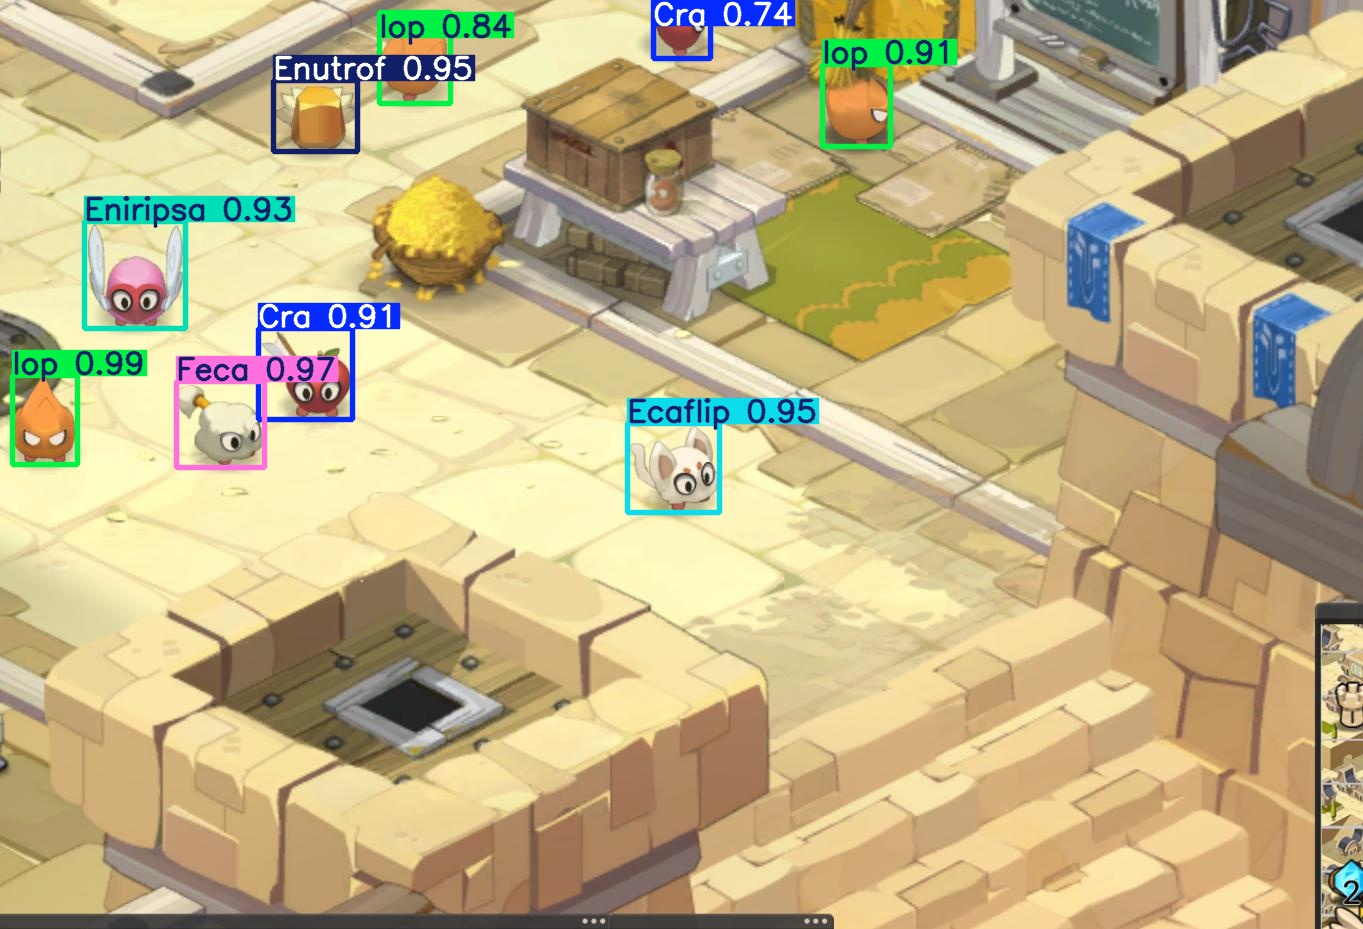 Iop 0.84
Cra 0.74
Enutrof 0.95
Iop 0.91
Eniripsa 0.93
Cra 0.91
Iop 0.99
Feca 0.97
Ecaflip 0.95
2